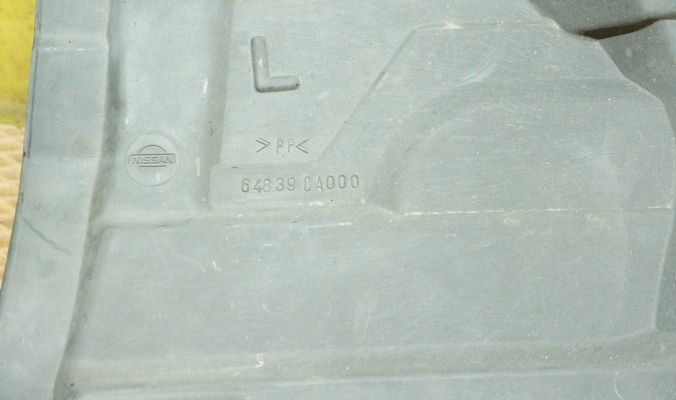 L
>PP<
NISSAN
64839 CA000